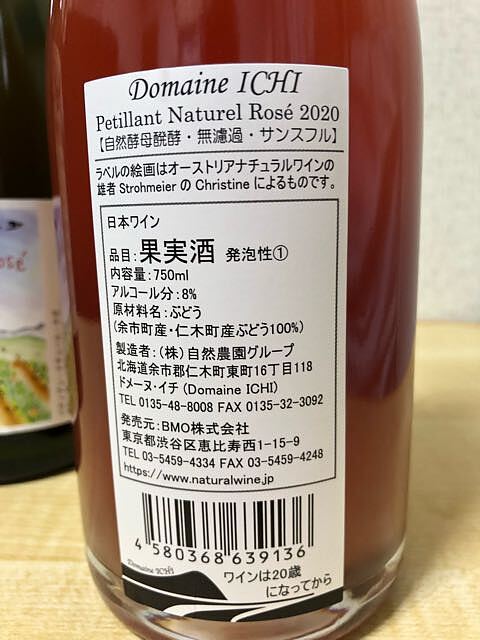 Domaine ICHI
Petillant Naturel Rosé 2020
【自然酵母醗酵・無濾過・サンスフル】
ラベルの絵画はオーストリアナチュラルワインの
雄者 Strohmeier の Christine によるものです。
日本ワイン
品目：果実酒 発泡性①
内容量：750ml
アルコール分：8%
原材料名：ぶどう
（余市町産・仁木町産ぶどう100%）
製造者：（株）自然農園グループ
北海道余市郡仁木町東町16丁目118
ドメーヌ・イチ (Domaine ICHI)
TEL 0135-48-8008 FAX 0135-32-3092
発売元：BMO株式会社
東京都渋谷区恵比寿西1-15-9
TEL 03-5459-4334 FAX 03-5459-4248
https://www.naturalwine.jp
4 580368 639136
Domaine ICHI
ワインは20歳
になってから